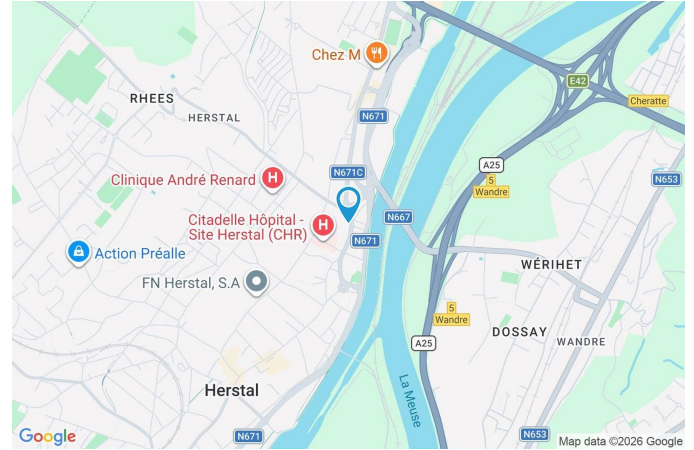 Chez M
E42
RHEES
Cheratte
HERSTAL
N671
A25
N671C
5
Wandre
N653
Clinique André Renard
H
Citadelle Hôpital -
Site Herstal (CHR)
H
N667
N671
Action Préalle
WÉRIHET
FN Herstal, S.A
5
Wandre
DOSSAY
WANDRE
A25
Herstal
La Meuse
N671
N653
Google
Map data ©2026 Google